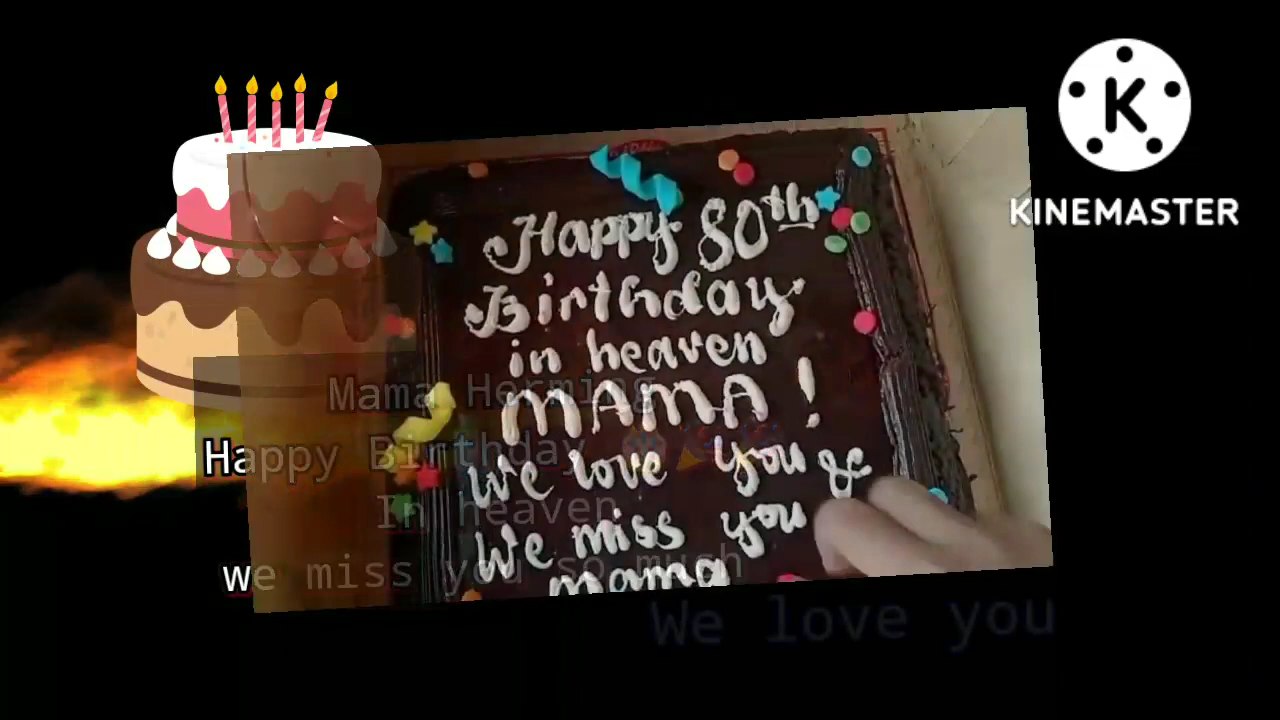 KINEMASTER
Happy 80th
Birthday
in heaven
MAMA !
We love you &
We miss you
mama
Mama Herming
Happy Birthday
In heaven
we miss you so much
We love you